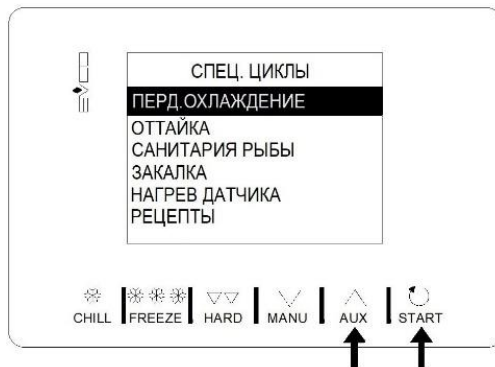 СПЕЦ. ЦИКЛЫ
ПЕРД.ОХЛАЖДЕНИЕ
ОТТАЙКА
САНИТАРИЯ РЫБЫ
ЗАКАЛКА
НАГРЕВ ДАТЧИКА
РЕЦЕПТЫ
CHILL FREEZE HARD MANU AUX START